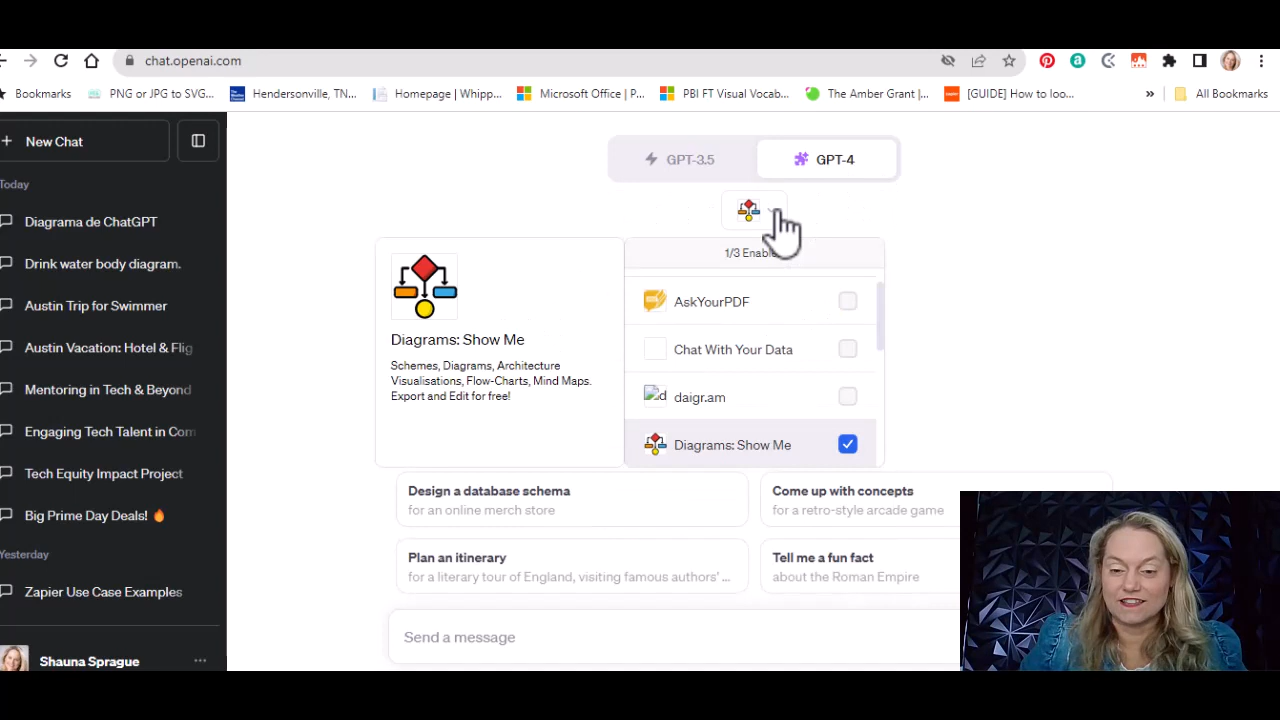 chat.openai.com
Bookmarks
PNG or JPG to SVG...
Hendersonville, TN...
Homepage | Whipp...
Microsoft Office | P...
PBI FT Visual Vocab...
The Amber Grant |...
[GUIDE] How to loo...
»
All Bookmarks
+ New Chat
Today
Diagrama de ChatGPT
Drink water body diagram.
Austin Trip for Swimmer
Austin Vacation: Hotel & Flig
Mentoring in Tech & Beyond
Engaging Tech Talent in Com
Tech Equity Impact Project
Big Prime Day Deals! 🔥
Yesterday
Zapier Use Case Examples
Shauna Sprague
...
GPT-3.5
GPT-4
Diagrams: Show Me
Schemes, Diagrams, Architecture
Visualisations, Flow-Charts, Mind Maps.
Export and Edit for free!
1/3 Enable
AskYourPDF
Chat With Your Data
d
daigr.am
Diagrams: Show Me
Design a database schema
for an online merch store
Come up with concepts
for a retro-style arcade game
Plan an itinerary
for a literary tour of England, visiting famous authors' ...
Tell me a fun fact
about the Roman Empire
Send a message